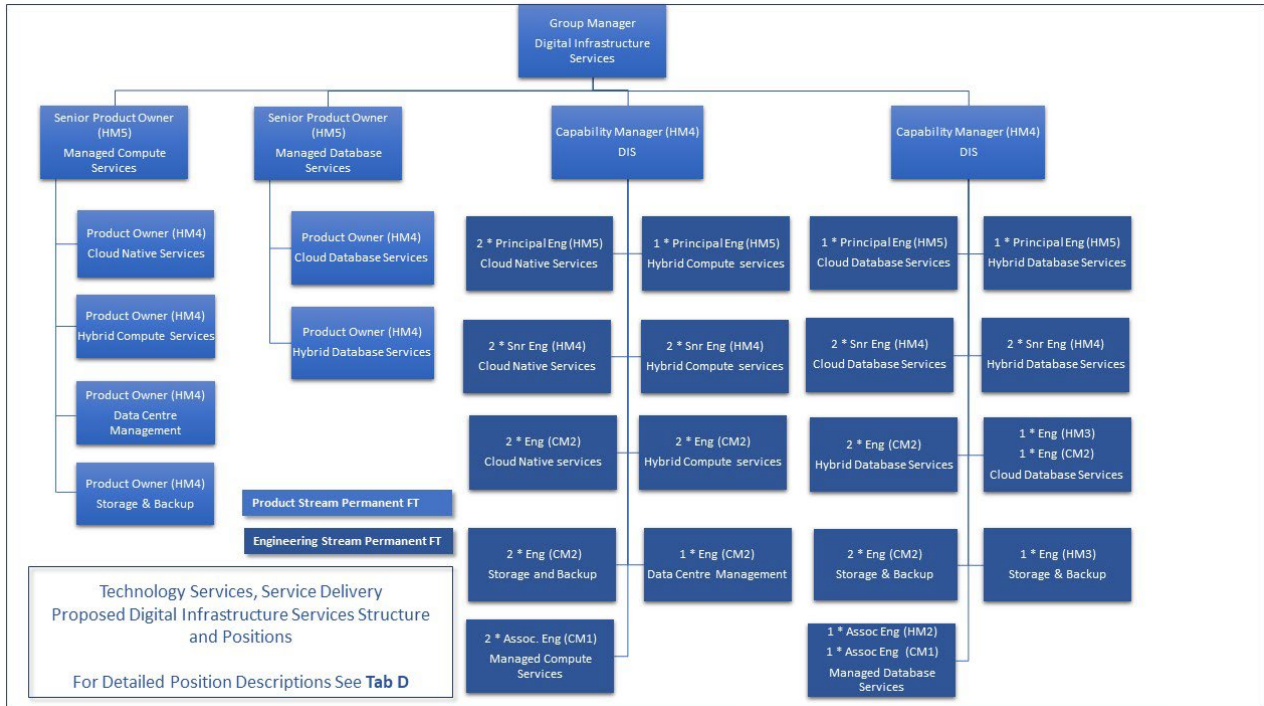 Group Manager
Digital Infrastructure
Services
Senior Product Owner
(HM5)
Managed Compute
Services
Senior Product Owner
(HM5)
Managed Database
Services
Capability Manager (HM4)
DIS
Capability Manager (HM4)
DIS
Product Owner (HM4)
Cloud Native Services
Product Owner (HM4)
Hybrid Compute Services
Product Owner (HM4)
Data Centre
Management
Product Owner (HM4)
Storage & Backup
Product Owner (HM4)
Cloud Database Services
Product Owner (HM4)
Hybrid Database Services
2 * Principal Eng (HM5)
Cloud Native Services
1 * Principal Eng (HM5)
Hybrid Compute services
2 * Snr Eng (HM4)
Cloud Native Services
2 * Snr Eng (HM4)
Hybrid Compute services
2 * Eng (CM2)
Cloud Native services
2 * Eng (CM2)
Hybrid Compute services
2 * Eng (CM2)
Storage and Backup
1 * Eng (CM2)
Data Centre Management
2 * Assoc. Eng (CM1)
Managed Compute
Services
1 * Principal Eng (HM5)
Cloud Database Services
1 * Principal Eng (HM5)
Hybrid Database Services
2 * Snr Eng (HM4)
Cloud Database Services
2 * Snr Eng (HM4)
Hybrid Database Services
2 * Eng (CM2)
Hybrid Database Services
1 * Eng (HM3)
1 * Eng (CM2)
Cloud Database Services
2 * Eng (CM2)
Storage & Backup
1 * Eng (HM3)
Storage & Backup
1 * Assoc Eng (HM2)
1 * Assoc Eng (CM1)
Managed Database
Services
Product Stream Permanent FT
Engineering Stream Permanent FT
Technology Services, Service Delivery
Proposed Digital Infrastructure Services Structure
and Positions
For Detailed Position Descriptions See Tab D